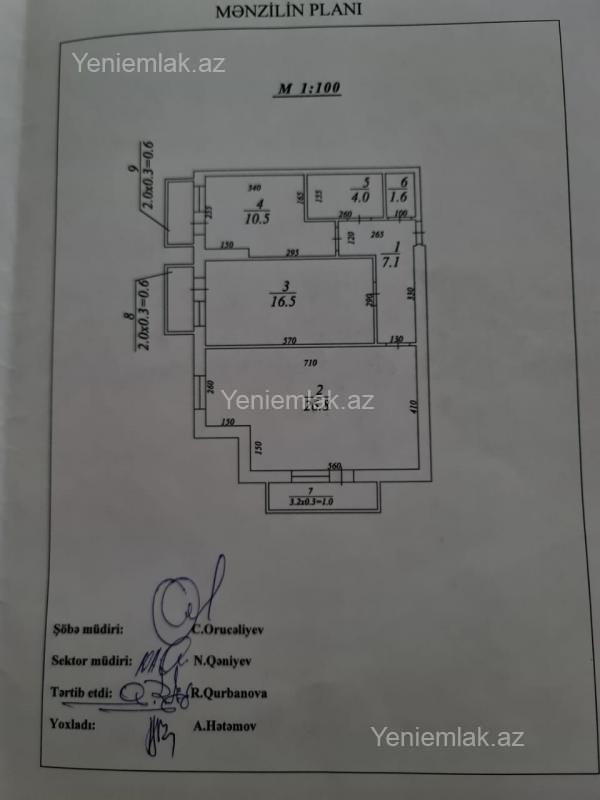 MƏNZİLİN PLANI
Yeniemlak.az
M 1:100
9
2.0x0.3=0.6
8
2.0x0.3=0.6
340
4
10.5
235
165
150
295
155
5
4.0
260
6
1.6
100
120
265
1
7.1
330
130
3
16.5
290
570
710
2
260
Yeniemlak.az
150
150
410
560
7
3.2x0.3=1.0
Şöbə müdiri: C.Orucəliyev
Sektor müdiri: N.Qəniyev
Tərtib etdi: R.Qurbanova
Yoxladı: A.Hətəmov
Yeniemlak.az